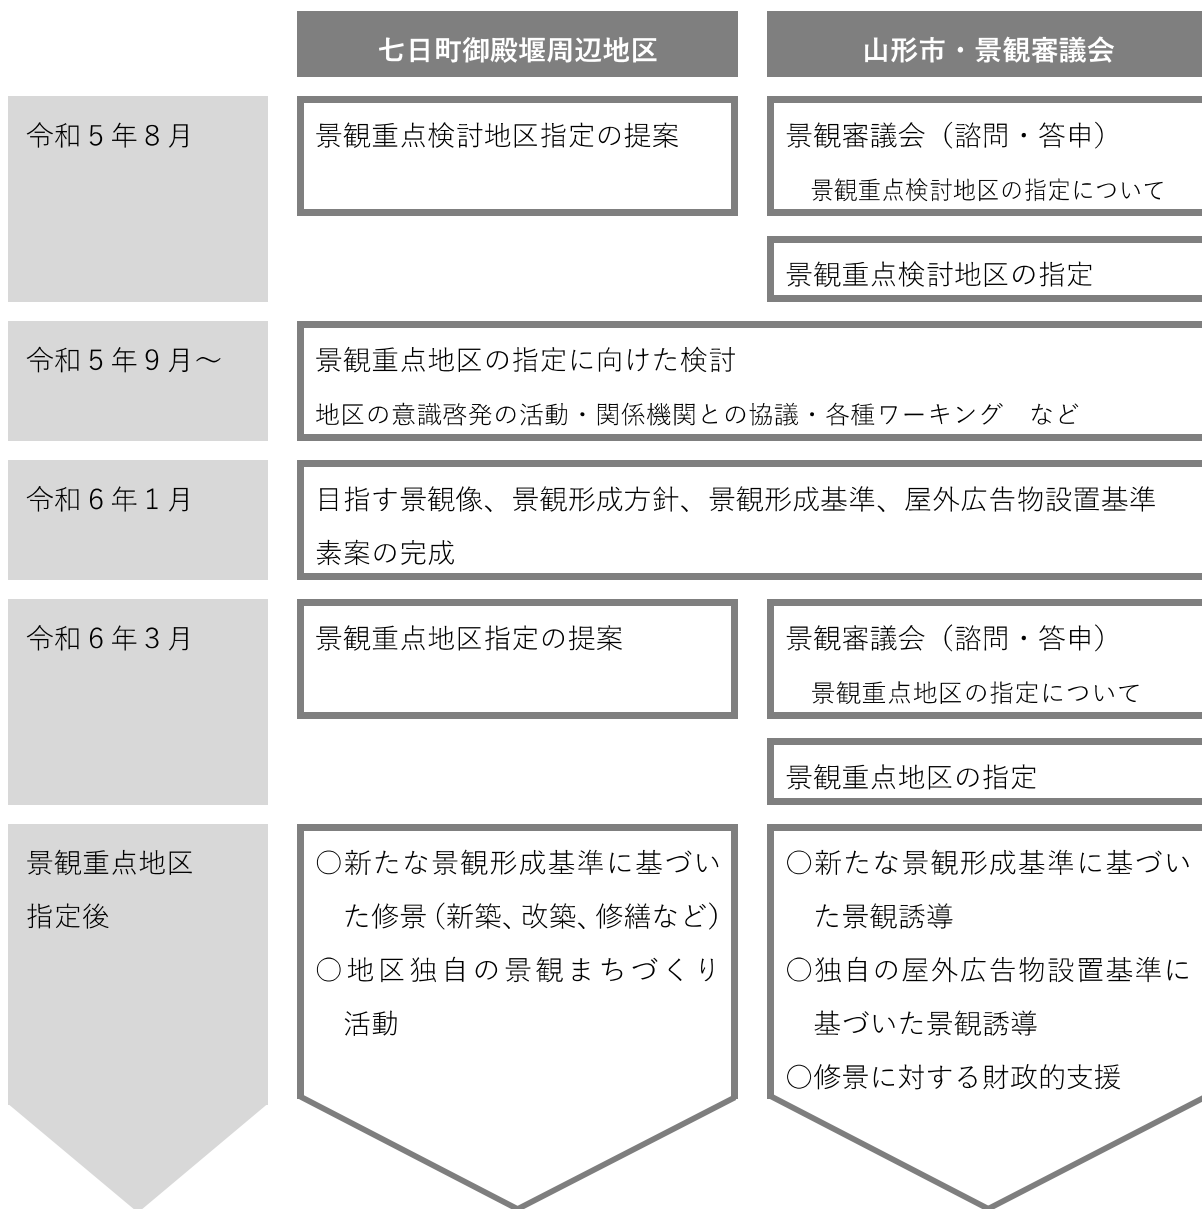 七日町御殿堰周辺地区
山形市・景観審議会
令和５年８月
景観重点検討地区指定の提案
景観審議会（諮問・答申）
景観重点検討地区の指定について
景観重点検討地区の指定
令和５年９月～
景観重点地区の指定に向けた検討
地区の意識啓発の活動・関係機関との協議・各種ワーキング　など
令和６年１月
目指す景観像、景観形成方針、景観形成基準、屋外広告物設置基準
素案の完成
令和６年３月
景観重点地区指定の提案
景観審議会（諮問・答申）
景観重点地区の指定について
景観重点地区の指定
景観重点地区
指定後
○新たな景観形成基準に基づい
た修景（新築、改築、修繕など）
○地区独自の景観まちづくり
活動
○新たな景観形成基準に基づい
た景観誘導
○独自の屋外広告物設置基準に
基づいた景観誘導
○修景に対する財政的支援